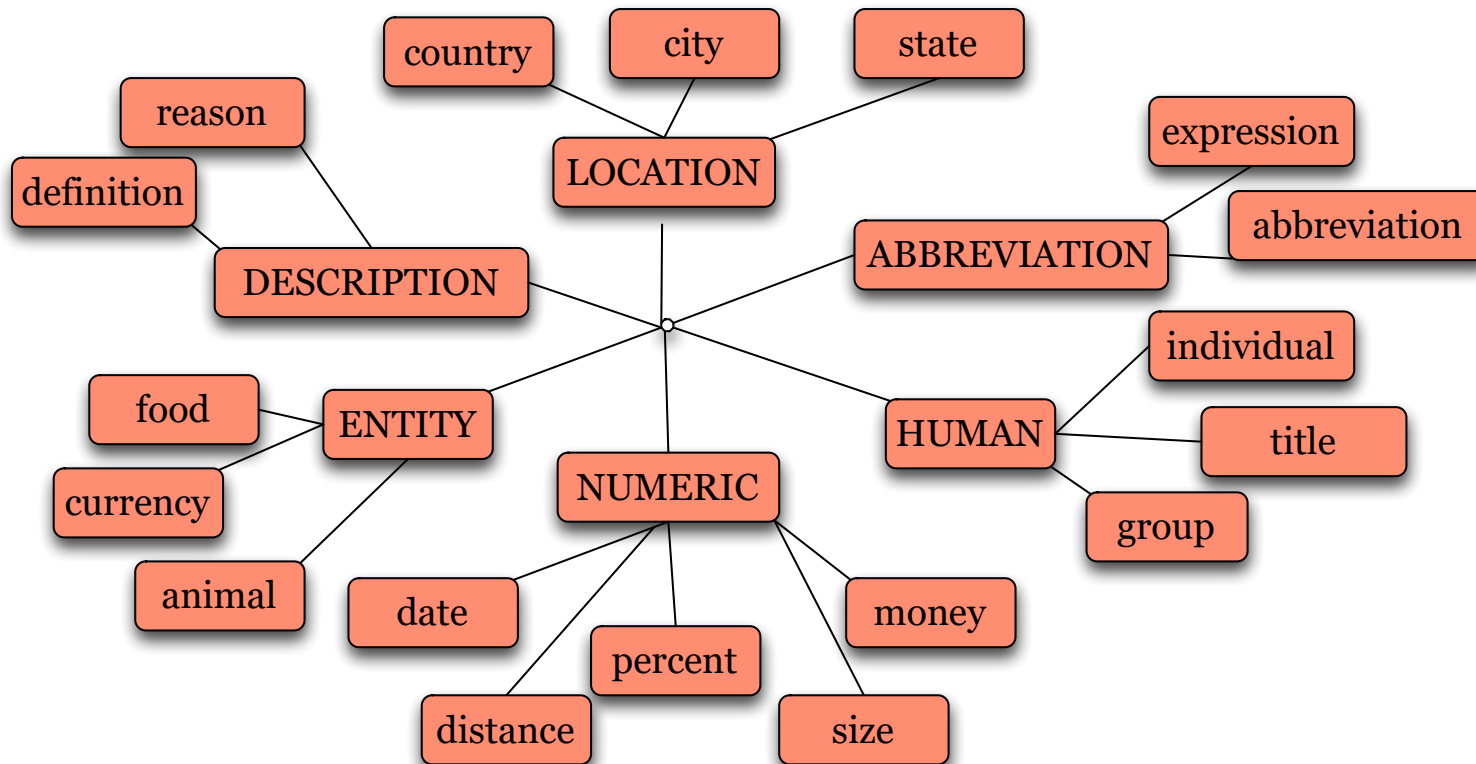 country
city
state
reason
expression
definition
LOCATION
abbreviation
ABBREVIATION
DESCRIPTION
individual
food
ENTITY
HUMAN
title
currency
NUMERIC
group
animal
date
money
percent
distance
size